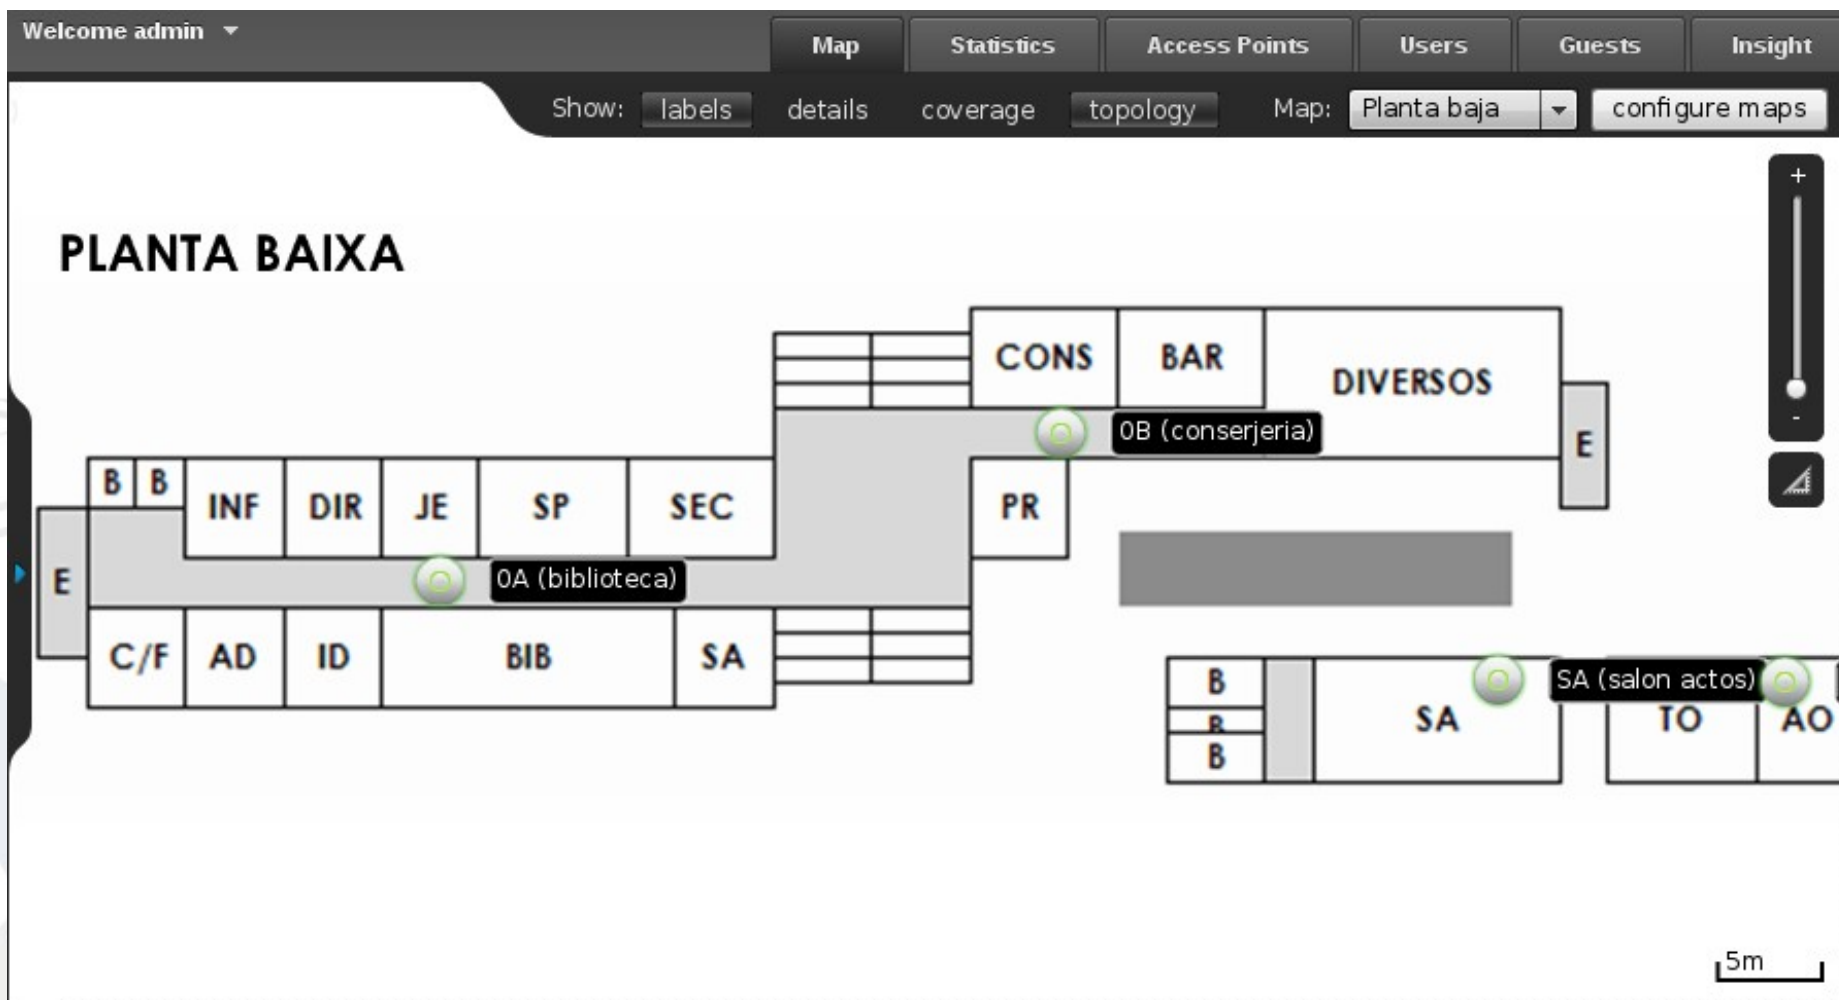 Welcome admin
Map Statistics Access Points Users Guests Insight
Show: labels details coverage topology Map: Planta baja configure maps
+
-
PLANTA BAIXA
CONS BAR DIVERSOS
0B (conserjeria)
E
B B INF DIR JE SP SEC PR
E
0A (biblioteca)
C/F AD ID BIB SA
B
B
B
SA
SA (salon actos)
TO AO
5m